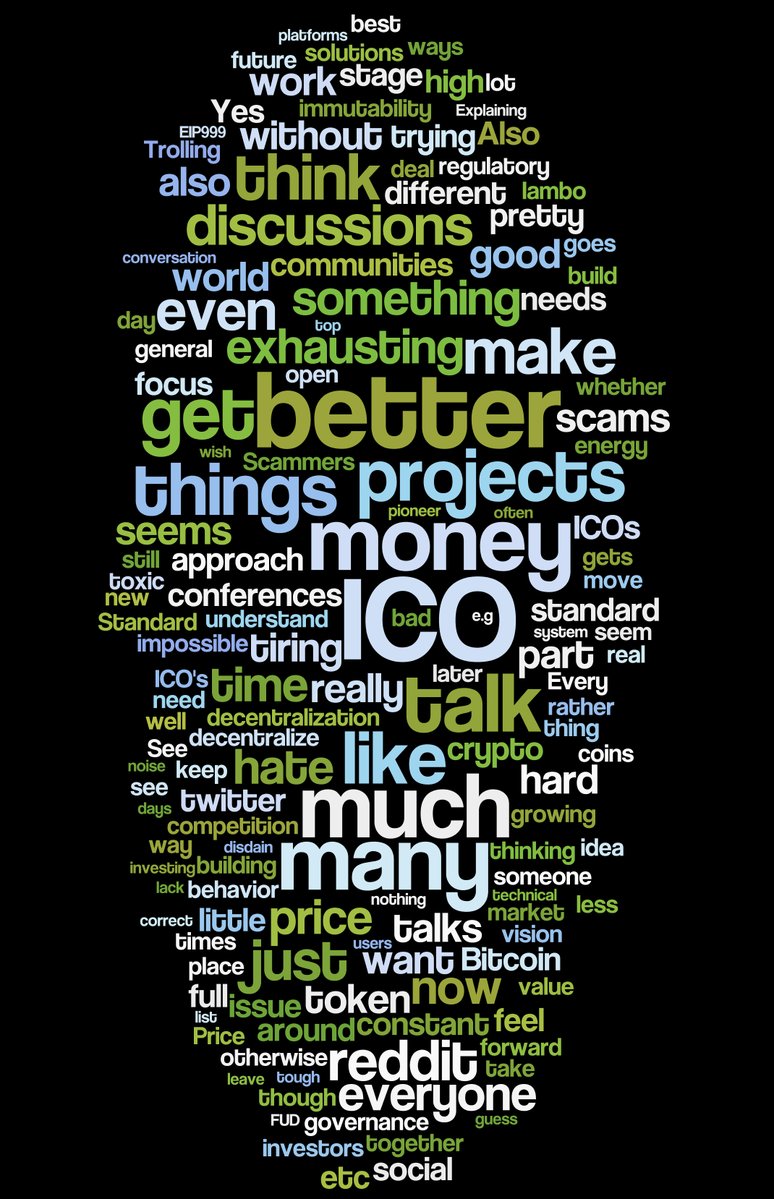 best
platforms
solutions ways
future
work stage high lot
Yes immutability Explaining
EIP999 without trying Also
Trolling
also think deal regulatory
different lambo
discussions pretty
conversation communities good goes
world build
even something needs
day top
general exhausting make
focus open whether
get better scams
wish energy
Scammers
things projects
pioneer often
seems money ICOs
still approach gets
toxic move
new conferences ICO bad e.g standard
Standard understand system seem
impossible tiring part real
later
ICO's time really talk Every
need rather
well decentralization thing
See decentralize like crypto coins
noise keep hate hard
see twitter much
days growing
competition
way disdain many thinking idea
investing building someone
lack behavior nothing technical
correct little price market less
times talks vision
users
place just want Bitcoin
full issue token now value
list
Price around constant feel
otherwise reddit forward
leave tough take
though everyone
FUD governance guess
investors together
etc social